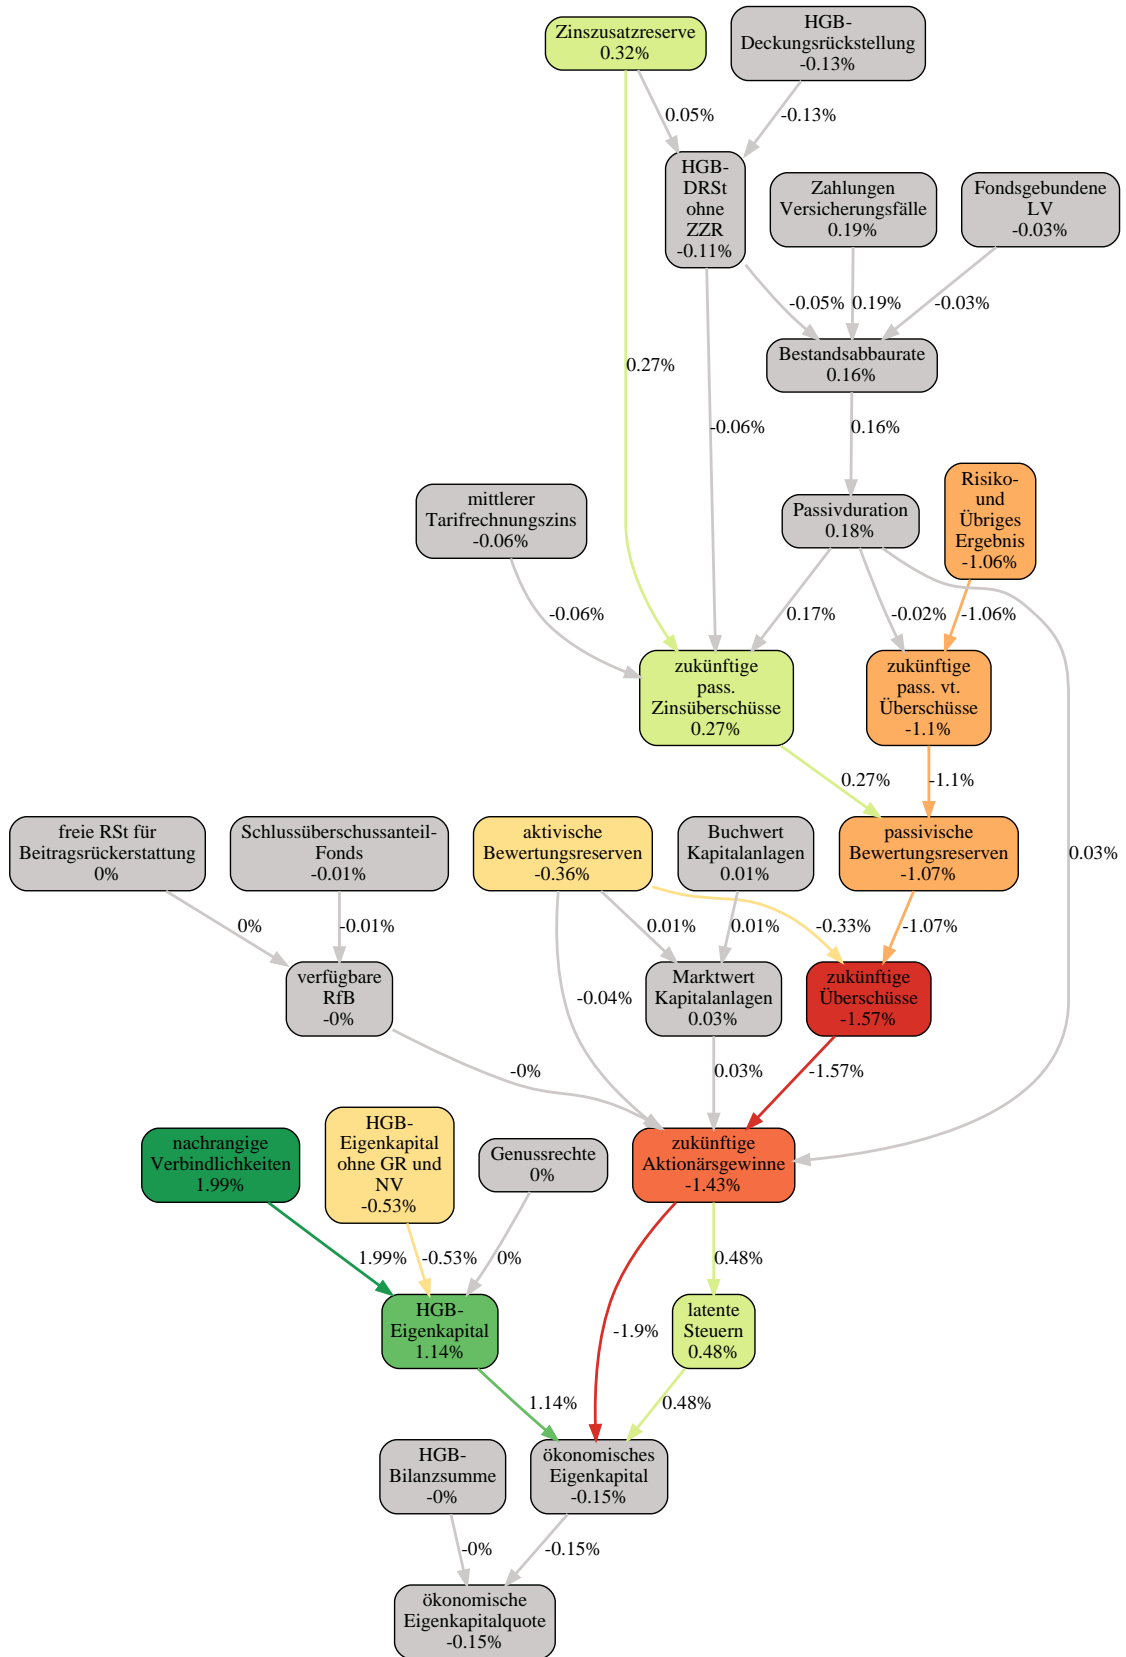 Zinszusatzreserve
0.32%
HGB-
Deckungsrückstellung
-0.13%
0.05%
-0.13%
HGB-
DRSt
ohne
ZZR
-0.11%
Zahlungen
Versicherungsfälle
0.19%
Fondsgebundene
LV
-0.03%
-0.05%
0.19%
-0.03%
0.27%
Bestandsabbaurate
0.16%
-0.06%
0.16%
mittlerer
Tarifrechnungszins
-0.06%
Passivduration
0.18%
Risiko-
und
Übriges
Ergebnis
-1.06%
-0.06%
0.17%
-0.02%
-1.06%
zukünftige
pass.
Zinsüberschüsse
0.27%
zukünftige
pass. vt.
Überschüsse
-1.1%
0.27%
-1.1%
freie RSt für
Beitragsrückerstattung
0%
Schlussüberschussanteil-
Fonds
-0.01%
aktivische
Bewertungsreserven
-0.36%
Buchwert
Kapitalanlagen
0.01%
passivische
Bewertungsreserven
-1.07%
0.03%
0%
-0.01%
0.01%
0.01%
-0.33%
-1.07%
verfügbare
RfB
-0%
-0.04%
Marktwert
Kapitalanlagen
0.03%
zukünftige
Überschüsse
-1.57%
-0%
0.03%
-1.57%
nachrangige
Verbindlichkeiten
1.99%
HGB-
Eigenkapital
ohne GR und
NV
-0.53%
Genussrechte
0%
zukünftige
Aktionärsgewinne
-1.43%
1.99%
-0.53%
0%
0.48%
HGB-
Eigenkapital
1.14%
-1.9%
latente
Steuern
0.48%
1.14%
0.48%
HGB-
Bilanzsumme
-0%
ökonomisches
Eigenkapital
-0.15%
-0%
-0.15%
ökonomische
Eigenkapitalquote
-0.15%